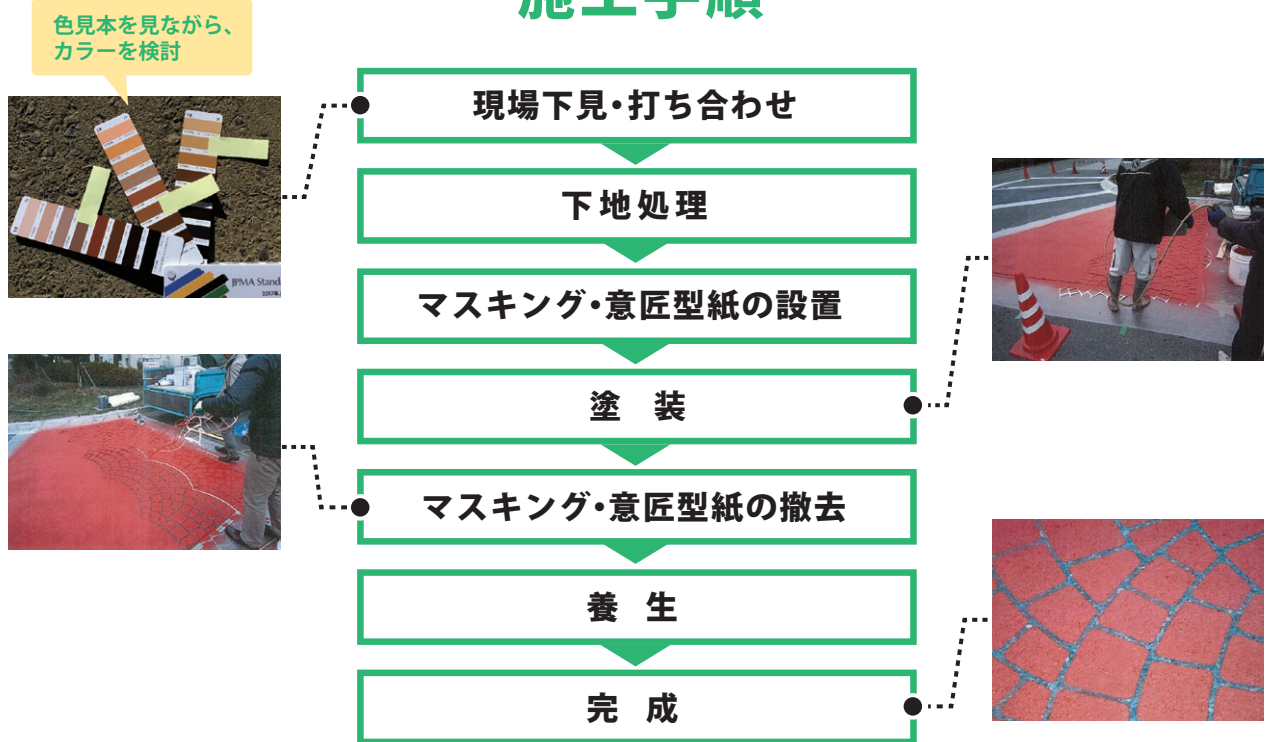 施工手順
色見本を見ながら、
カラーを検討
現場下見・打ち合わせ
下地処理
マスキング・意匠型紙の設置
塗 装
マスキング・意匠型紙の撤去
養 生
完 成
JPMA Stand